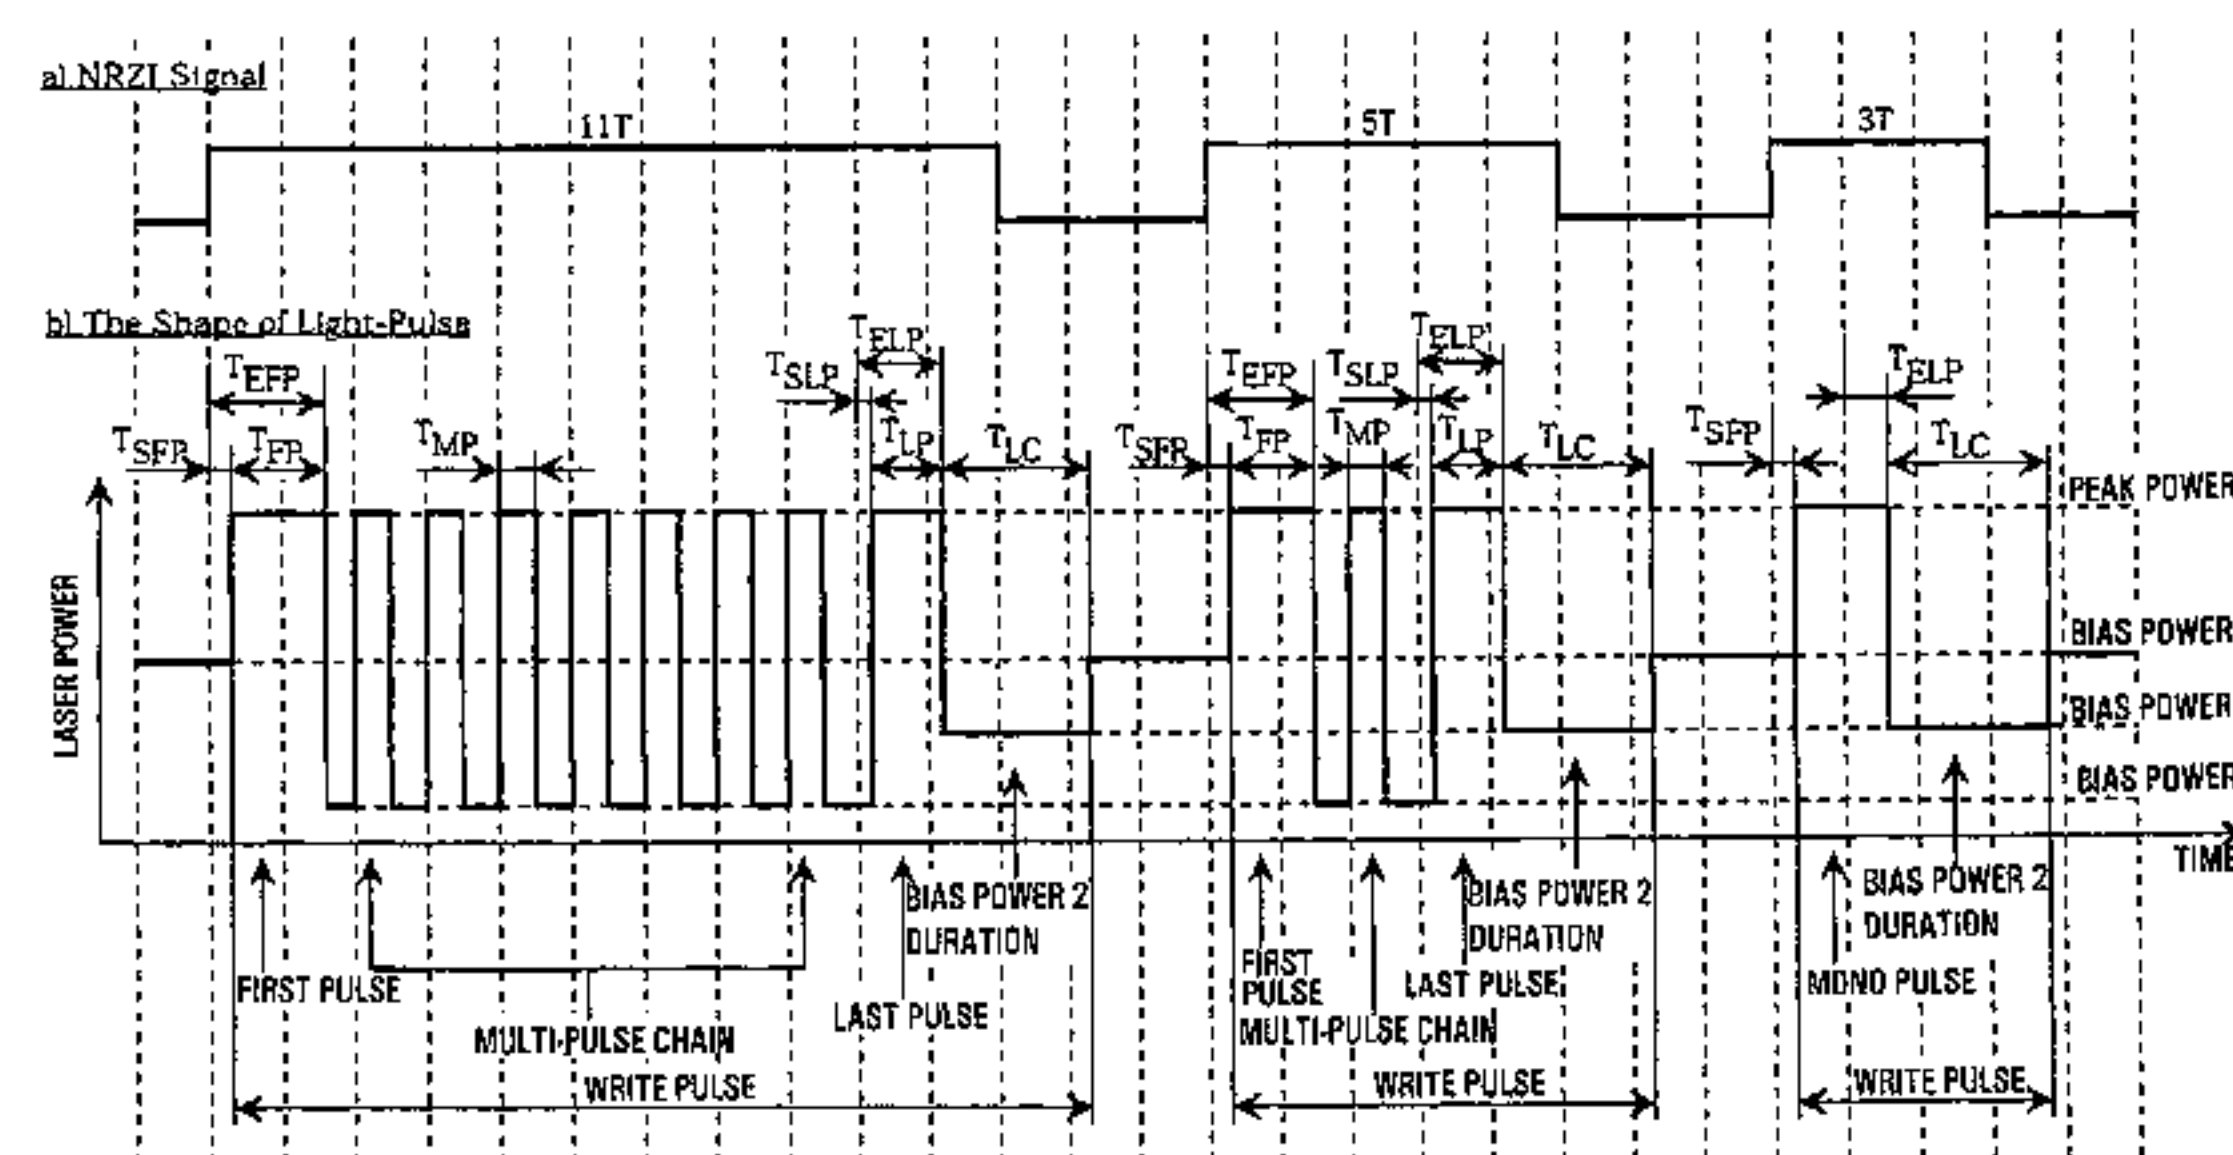 a) NRZI Signal
11T
5T
3T
b) The Shape of Light-Pulse
TEFP
TSLP
TELP
TEFP
TSLP
TELP
TELP
TSFP
TFP
TMP
TLP
TLC
TSFP
TFP
TMP
TLP
TLC
TSFP
TLC
PEAK POWER
BIAS POWER
BIAS POWER
BIAS POWER
LASER POWER
TIME
BIAS POWER 2
DURATION
BIAS POWER 2
DURATION
BIAS POWER 2
DURATION
FIRST PULSE
LAST PULSE
MULTI-PULSE CHAIN
WRITE PULSE
FIRST
PULSE
LAST PULSE
MULTI-PULSE CHAIN
WRITE PULSE
MONO PULSE
WRITE PULSE